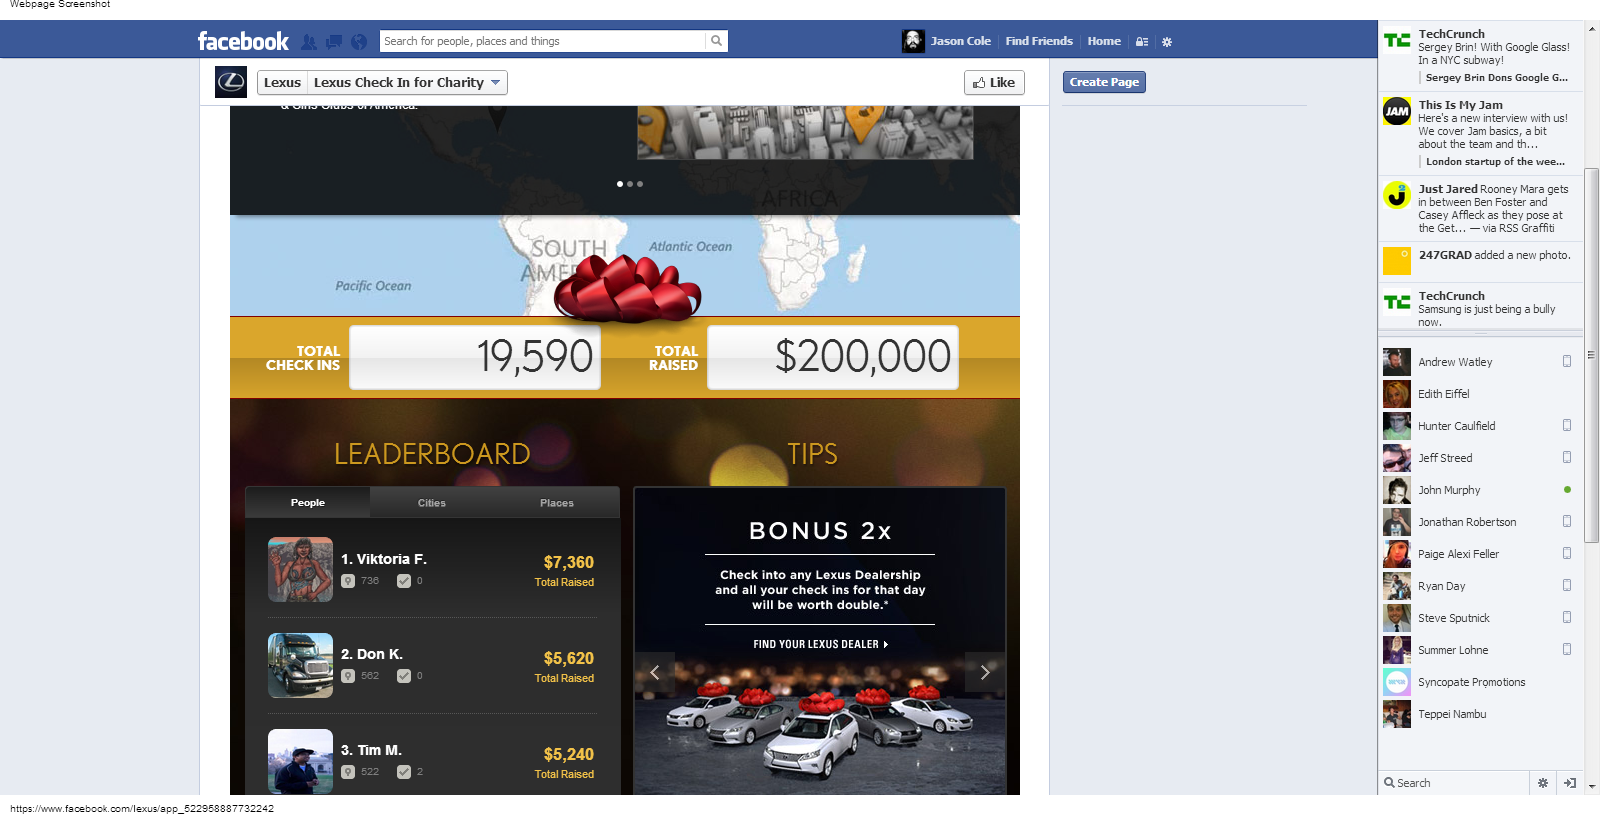 Webpage Screenshot
facebook
Search for people, places and things
Jason Cole
Find Friends
Home
Lexus
Lexus Check In for Charity
Like
Create Page
& Girls Clubs of America.
AFRICA
SOUTH
AMERICA
Atlantic Ocean
Pacific Ocean
TOTAL
CHECK INS
19,590
TOTAL
RAISED
$200,000
LEADERBOARD
People
Cities
Places
1. Viktoria F.
736
0
$7,360
Total Raised
2. Don K.
562
0
$5,620
Total Raised
3. Tim M.
522
2
$5,240
Total Raised
TIPS
BONUS 2x
Check into any Lexus Dealership
and all your check ins for that day
will be worth double.*
FIND YOUR LEXUS DEALER
TechCrunch
Sergey Brin! With Google Glass!
In a NYC subway!
Sergey Brin Dons Google G...
JAM
This Is My Jam
Here's a new interview with us!
We cover Jam basics, a bit
about the team and th...
London startup of the wee...
Just Jared Rooney Mara gets
in between Ben Foster and
Casey Affleck as they pose at
the Get... — via RSS Graffiti
247GRAD added a new photo.
TechCrunch
Samsung is just being a bully
now.
Andrew Watley
Edith Eiffel
Hunter Caulfield
Jeff Streed
John Murphy
Jonathan Robertson
Paige Alexi Feller
Ryan Day
Steve Sputnick
Summer Lohne
Syncopate Promotions
Teppei Nambu
Search
https://www.facebook.com/lexus/app_522958887732242